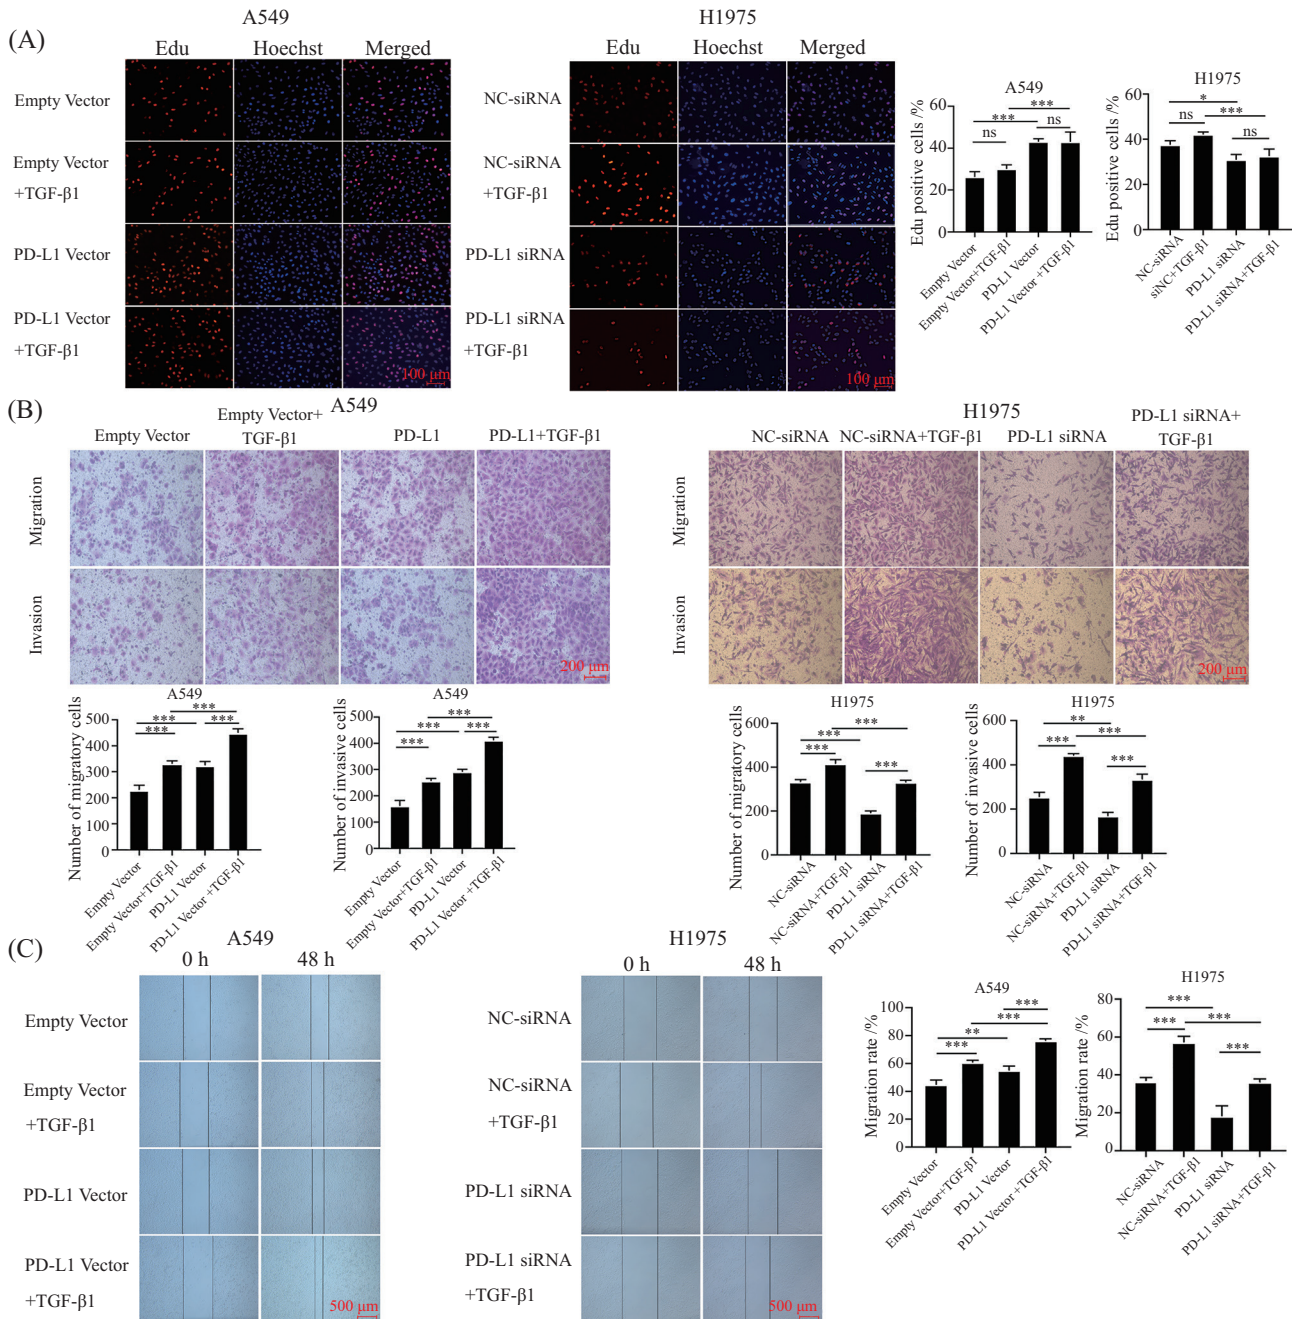 (A)
A549
Edu Hoechst Merged
Empty Vector
Empty Vector
+TGF-β1
PD-L1 Vector
PD-L1 Vector
+TGF-β1
100 μm
H1975
Edu Hoechst Merged
NC-siRNA
NC-siRNA
+TGF-β1
PD-L1 siRNA
PD-L1 siRNA
+TGF-β1
100 μm
A549
Edu positive cells /%
60
40
20
0
***
***
ns
ns
Empty Vector
Empty Vector+TGF-β1
PD-L1 Vector
PD-L1 Vector +TGF-β1
H1975
Edu positive cells /%
60
40
20
0
*
***
ns
ns
NC-siRNA
siNC+TGF-β1
PD-L1 siRNA
PD-L1 siRNA+TGF-β1
(B)
A549
Empty Vector
Empty Vector+
TGF-β1
PD-L1
PD-L1+TGF-β1
Migration
Invasion
200 μm
H1975
NC-siRNA
NC-siRNA+TGF-β1
PD-L1 siRNA
PD-L1 siRNA+
TGF-β1
Migration
Invasion
200 μm
A549
Number of migratory cells
500
400
300
200
100
0
***
***
***
***
Empty Vector
Empty Vector+TGF-β1
PD-L1 Vector
PD-L1 Vector +TGF-β1
A549
Number of invasive cells
500
400
300
200
100
0
***
***
***
***
Empty Vector
Empty Vector+TGF-β1
PD-L1 Vector
PD-L1 Vector +TGF-β1
H1975
Number of migratory cells
600
400
200
0
***
***
***
***
NC-siRNA
NC-siRNA+TGF-β1
PD-L1 siRNA
PD-L1 siRNA+TGF-β1
H1975
Number of invasive cells
600
400
200
0
**
***
***
***
NC-siRNA
NC-siRNA+TGF-β1
PD-L1 siRNA
PD-L1 siRNA+TGF-β1
(C)
A549
0 h 48 h
Empty Vector
Empty Vector
+TGF-β1
PD-L1 Vector
PD-L1 Vector
+TGF-β1
500 μm
H1975
0 h 48 h
NC-siRNA
NC-siRNA
+TGF-β1
PD-L1 siRNA
PD-L1 siRNA
+TGF-β1
500 μm
A549
Migration rate /%
100
80
60
40
20
0
***
***
**
***
Empty Vector
Empty Vector+TGF-β1
PD-L1 Vector
PD-L1 Vector +TGF-β1
H1975
Migration rate /%
80
60
40
20
0
***
***
***
***
NC-siRNA
NC-siRNA+TGF-β1
PD-L1 siRNA
PD-L1 siRNA+TGF-β1